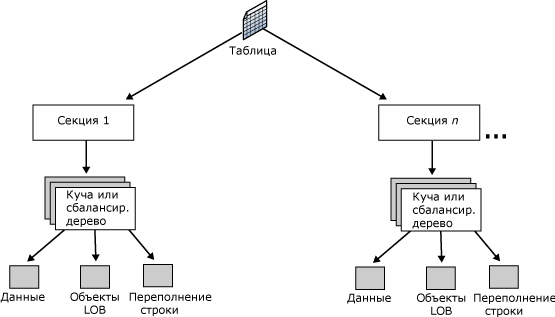 Таблица
Секция 1
Секция n
...
Куча или
сбалансир.
дерево
Куча или
сбалансир.
дерево
Данные
Объекты
LOB
Переполнение
строки
Данные
Объекты
LOB
Переполнение
строки